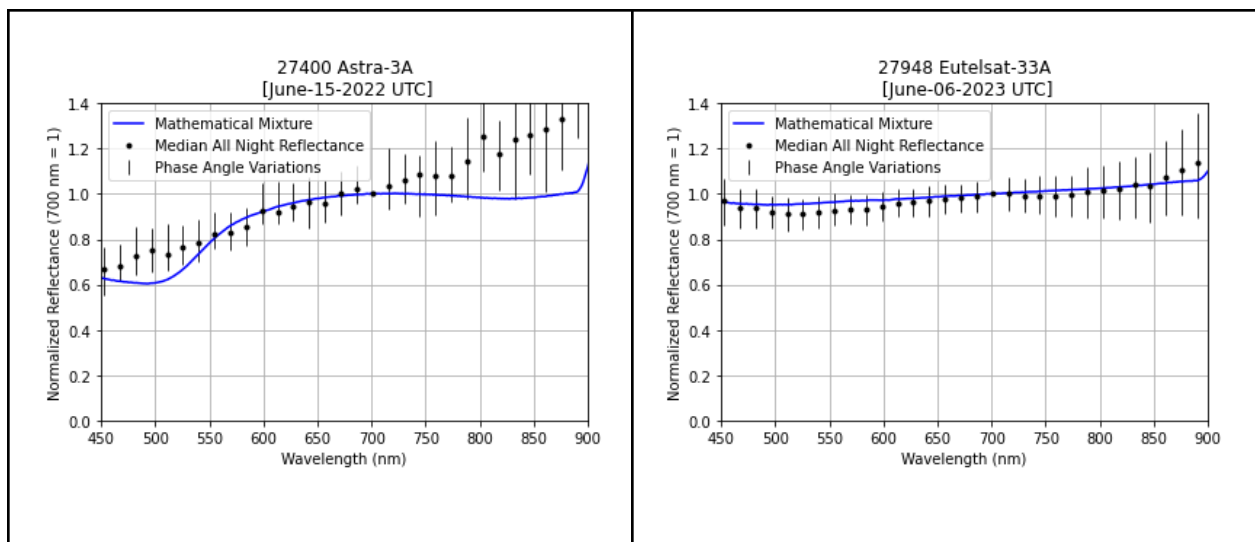 27400 Astra-3A
[June-15-2022 UTC]
Normalized Reflectance (700 nm = 1)
1.4
1.2
1.0
0.8
0.6
0.4
0.2
0.0
Mathematical Mixture
Median All Night Reflectance
Phase Angle Variations
450 500 550 600 650 700 750 800 850 900
Wavelength (nm)
27948 Eutelsat-33A
[June-06-2023 UTC]
Normalized Reflectance (700 nm = 1)
1.4
1.2
1.0
0.8
0.6
0.4
0.2
0.0
Mathematical Mixture
Median All Night Reflectance
Phase Angle Variations
450 500 550 600 650 700 750 800 850 900
Wavelength (nm)